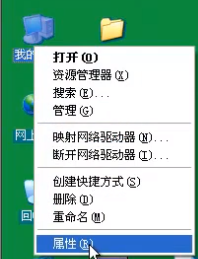 我的
打开(O)
资源管理器(X)
搜索(E)...
管理(G)
网上
映射网络驱动器(N)...
断开网络驱动器(I)...
创建快捷方式(S)
删除(D)
回
重命名(M)
属性(R)